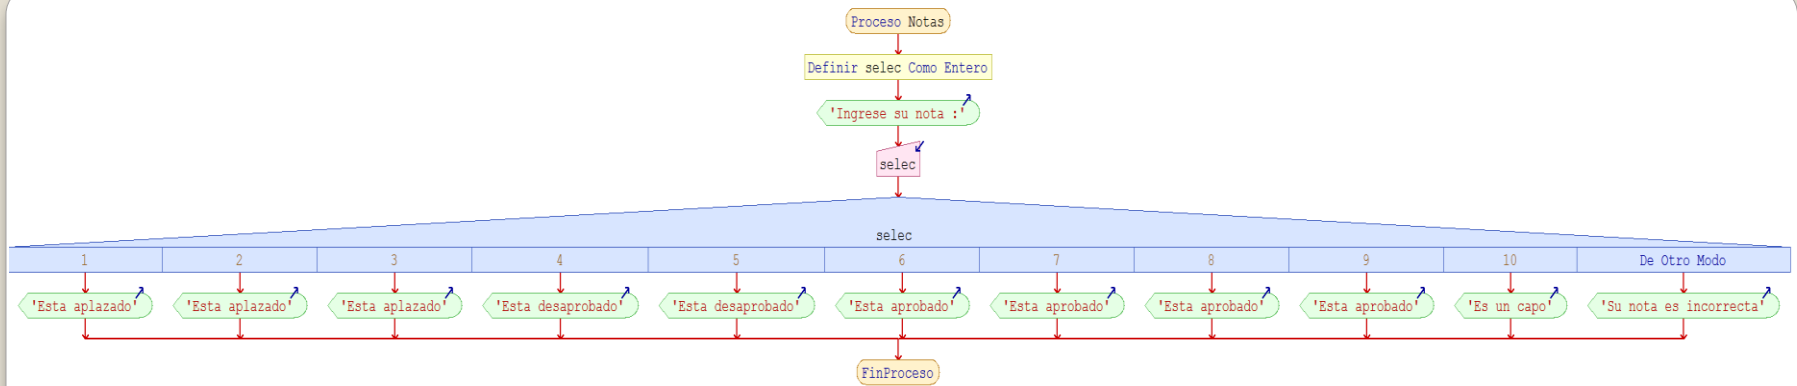 Proceso Notas
Definir selec Como Entero
'Ingrese su nota :'
selec
selec
1 2 3 4 5 6 7 8 9 10 De Otro Modo
'Esta aplazado' 'Esta aplazado' 'Esta aplazado' 'Esta desaprobado' 'Esta desaprobado' 'Esta aprobado' 'Esta aprobado' 'Esta aprobado' 'Esta aprobado' 'Es un capo' 'Su nota es incorrecta'
FinProceso